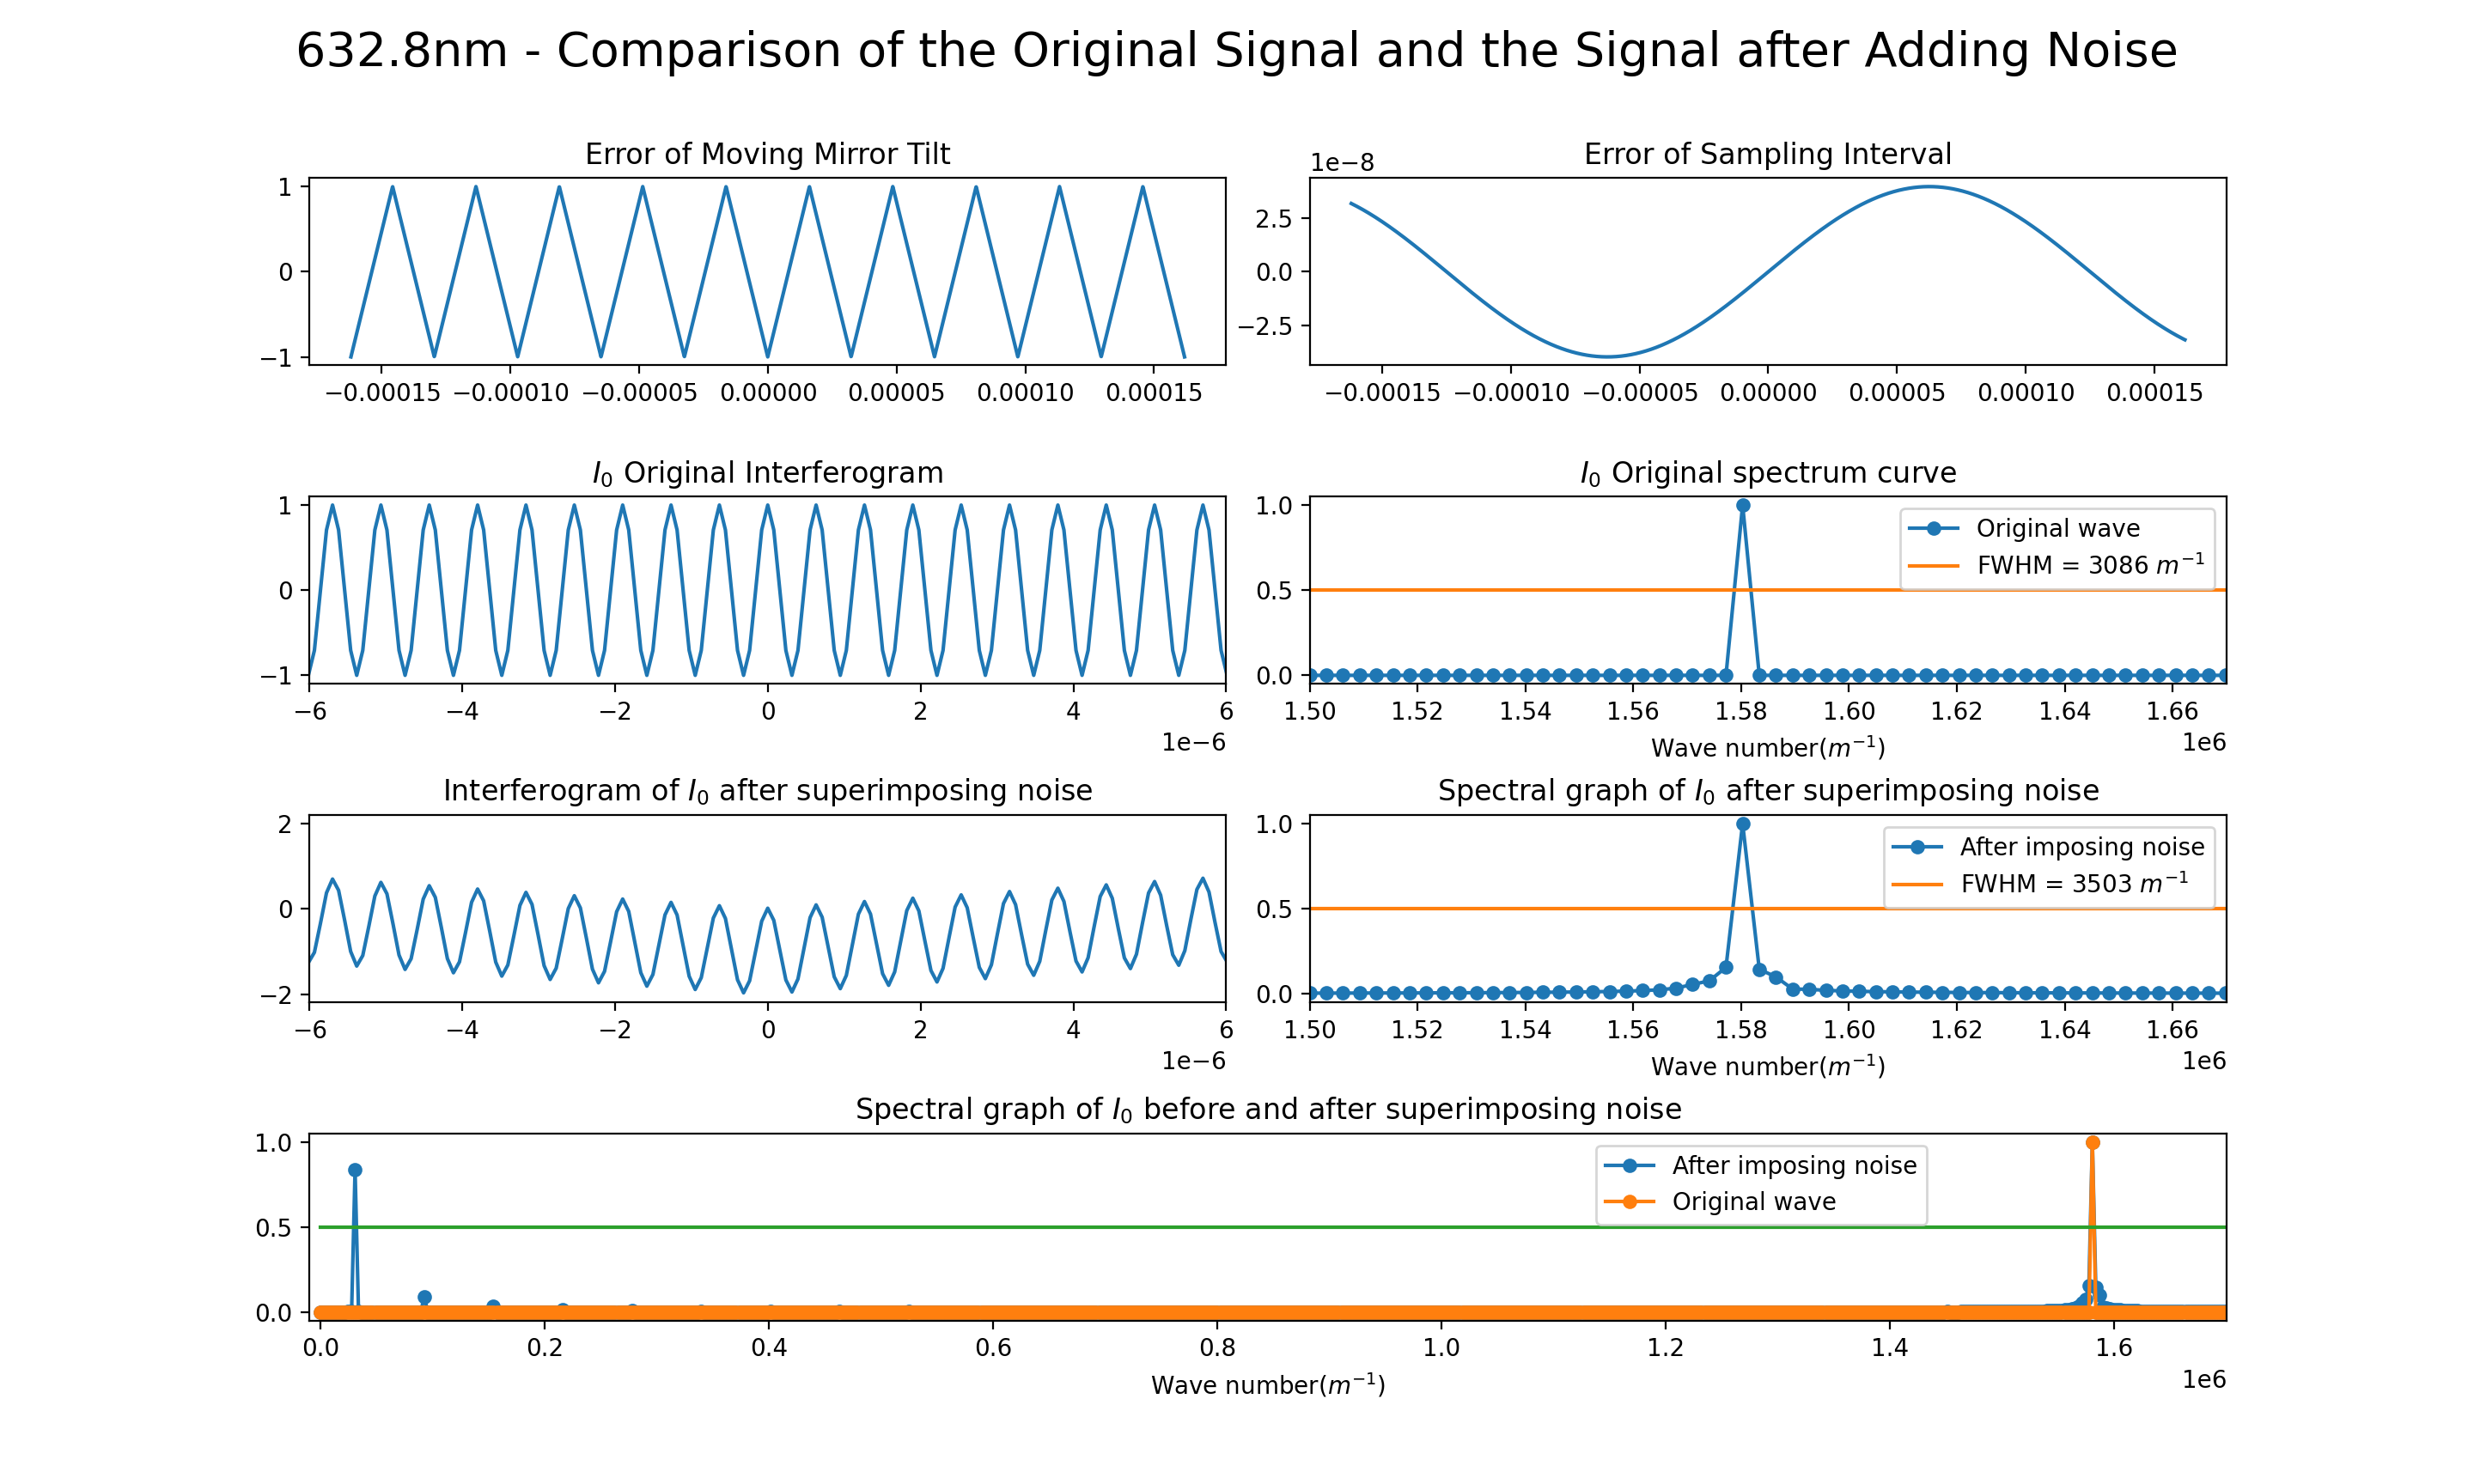 632.8nm - Comparison of the Original Signal and the Signal after Adding Noise
Error of Moving Mirror Tilt
1
0
−1
−0.00015 −0.00010 −0.00005 0.00000 0.00005 0.00010 0.00015
Error of Sampling Interval
1e−8
2.5
0.0
−2.5
−0.00015 −0.00010 −0.00005 0.00000 0.00005 0.00010 0.00015
I₀ Original Interferogram
1
0
−1
−6 −4 −2 0 2 4 6
1e−6
I₀ Original spectrum curve
1.0
0.5
0.0
Original wave
FWHM = 3086 m⁻¹
1.50 1.52 1.54 1.56 1.58 1.60 1.62 1.64 1.66
Wave number(m⁻¹)
1e6
Interferogram of I₀ after superimposing noise
2
0
−2
−6 −4 −2 0 2 4 6
1e−6
Spectral graph of I₀ after superimposing noise
1.0
0.5
0.0
After imposing noise
FWHM = 3503 m⁻¹
1.50 1.52 1.54 1.56 1.58 1.60 1.62 1.64 1.66
Wave number(m⁻¹)
1e6
Spectral graph of I₀ before and after superimposing noise
1.0
0.5
0.0
After imposing noise
Original wave
0.0 0.2 0.4 0.6 0.8 1.0 1.2 1.4 1.6
Wave number(m⁻¹)
1e6